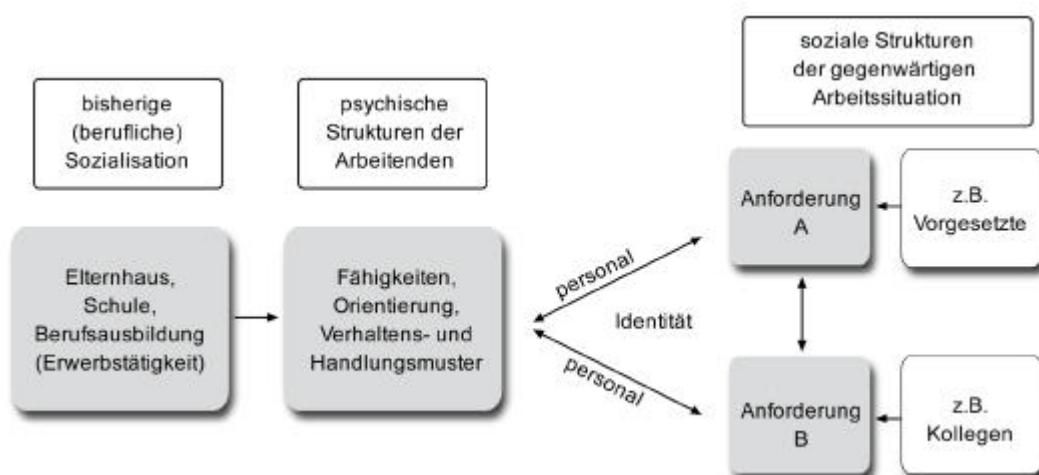 soziale Strukturen
der gegenwärtigen
Arbeitssituation
bisherige
(berufliche)
Sozialisation
psychische
Strukturen der
Arbeitenden
Elternhaus,
Schule,
Berufsausbildung
(Erwerbstätigkeit)
Fähigkeiten,
Orientierung,
Verhaltens- und
Handlungsmuster
personal
Identität
personal
Anforderung
A
z.B.
Vorgesetzte
Anforderung
B
z.B.
Kollegen